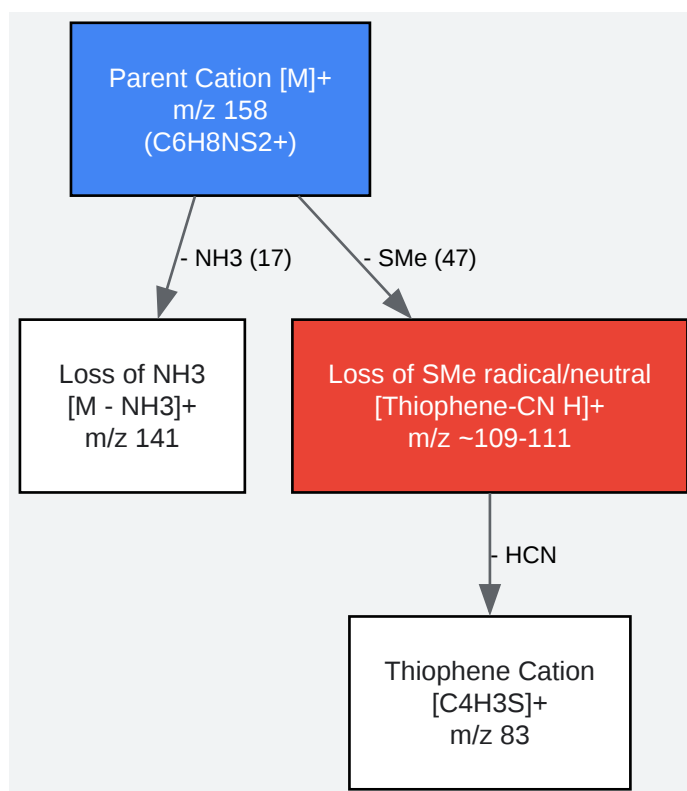 Parent Cation [M]+
m/z 158
(C6H8NS2+)
- NH3 (17)
- SMe (47)
Loss of NH3
[M - NH3]+
m/z 141
Loss of SMe radical/neutral
[Thiophene-CN H]+
m/z ~109-111
- HCN
Thiophene Cation
[C4H3S]+
m/z 83